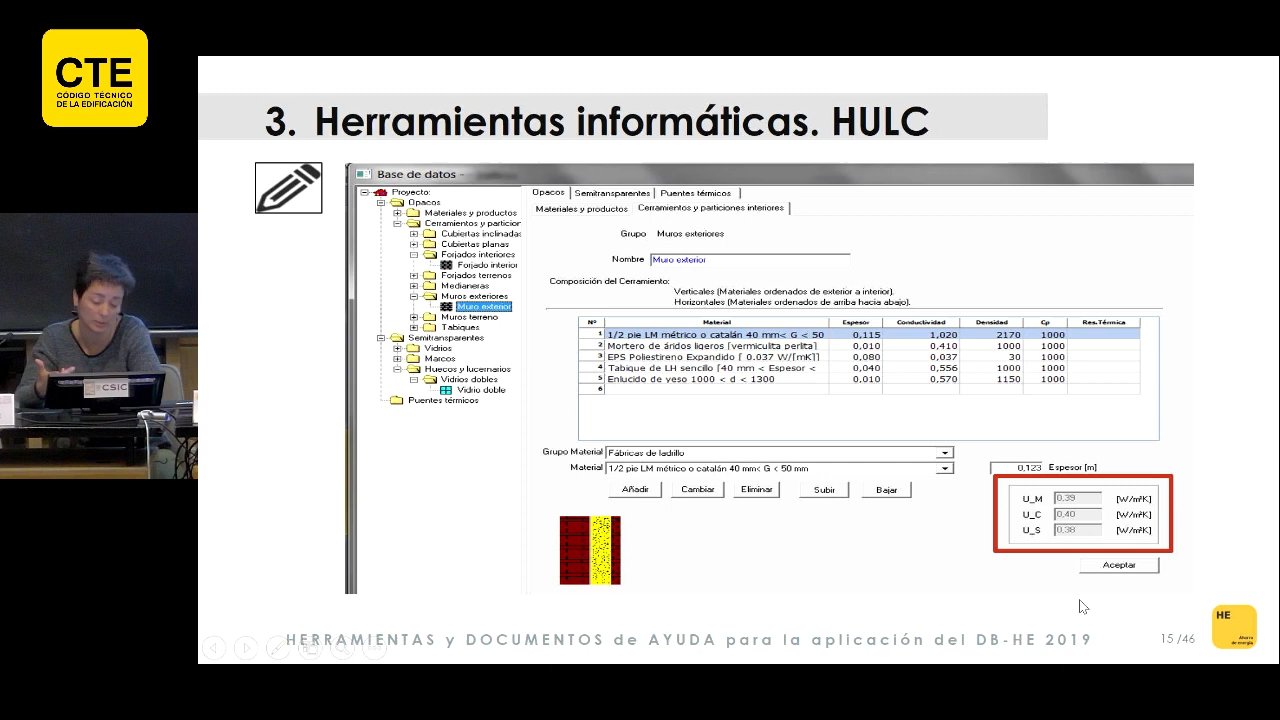 CTE
CÓDIGO TÉCNICO
DE LA EDIFICACIÓN
3. Herramientas informáticas. HULC
Base de datos -
Proyecto:
Opacos
Materiales y productos
Cerramientos y particion
Cubiertas inclinadas
Cubiertas planas
Forjados interiores
Forjado interior
Forjados terrenos
Medianeras
Muros exteriores
Muro exterior
Muros terreno
Tabiques
Semitransparentes
Vidrios
Marcos
Huecos y lucernarios
Vidrios dobles
Vidrio doble
Puentes térmicos
Opacos Semitransparentes Puentes térmicos
Materiales y productos Cerramientos y particiones interiores
Grupo Muros exteriores
Nombre Muro exterior
Composición del Cerramiento:
Verticales (Materiales ordenados de exterior a interior).
Horizontales (Materiales ordenados de arriba hacia abajo).
Nº Material Espesor Conductividad Densidad Cp Res.Térmica
1 1/2 pie LM métrico o catalán 40 mm< G < 50 0,115 1,020 2170 1000
2 Mortero de áridos ligeros [vermiculita perlita] 0,010 0,410 1000 1000
3 EPS Poliestireno Expandido [ 0.037 W/[mK]] 0,080 0,037 30 1000
4 Tabique de LH sencillo [40 mm < Espesor < 0,040 0,556 1000 1000
5 Enlucido de yeso 1000 < d < 1300 0,010 0,570 1150 1000
6
Grupo Material Fábricas de ladrillo
Material 1/2 pie LM métrico o catalán 40 mm< G < 50 mm 0,123 Espesor [m]
Añadir Cambiar Eliminar Subir Bajar
U_M 0,39 [W/m²K]
U_C 0,40 [W/m²K]
U_S 0,38 [W/m²K]
Aceptar
CSIC
HERRAMIENTAS y DOCUMENTOS de AYUDA para la aplicación del DB-HE 2019
15 /46
HE
Ahorro
de energía